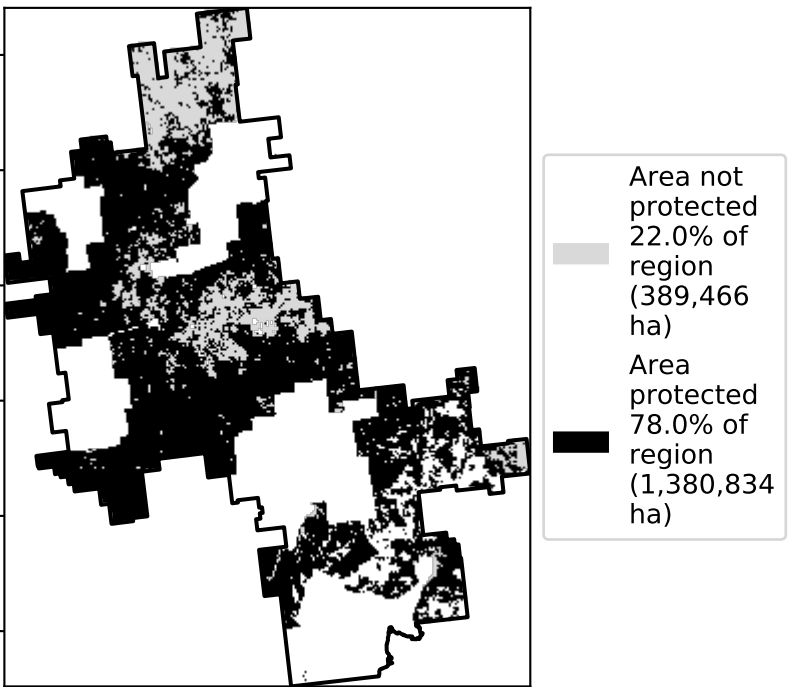 Area not
protected
22.0% of
region
(389,466
ha)
Area
protected
78.0% of
region
(1,380,834
ha)